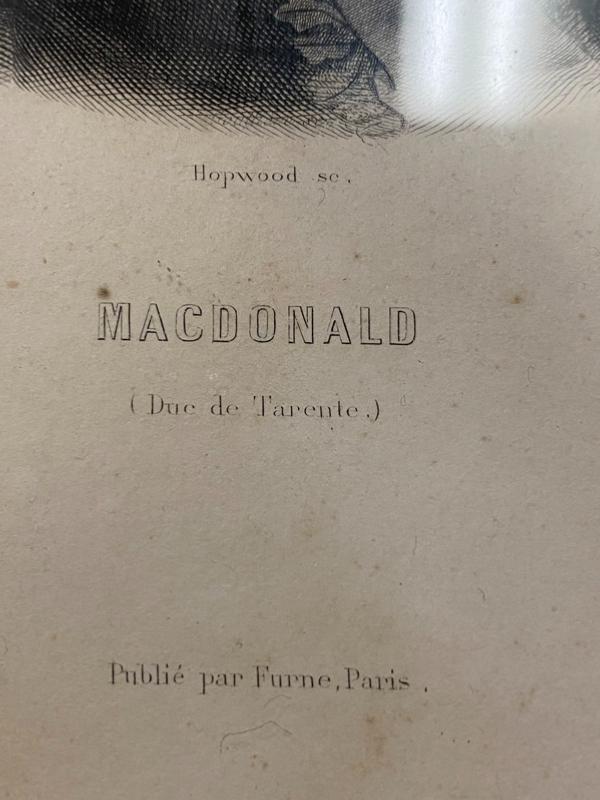 Hopwood sc.
MACDONALD
(Duc de Tarente.)
Publié par Furne, Paris.